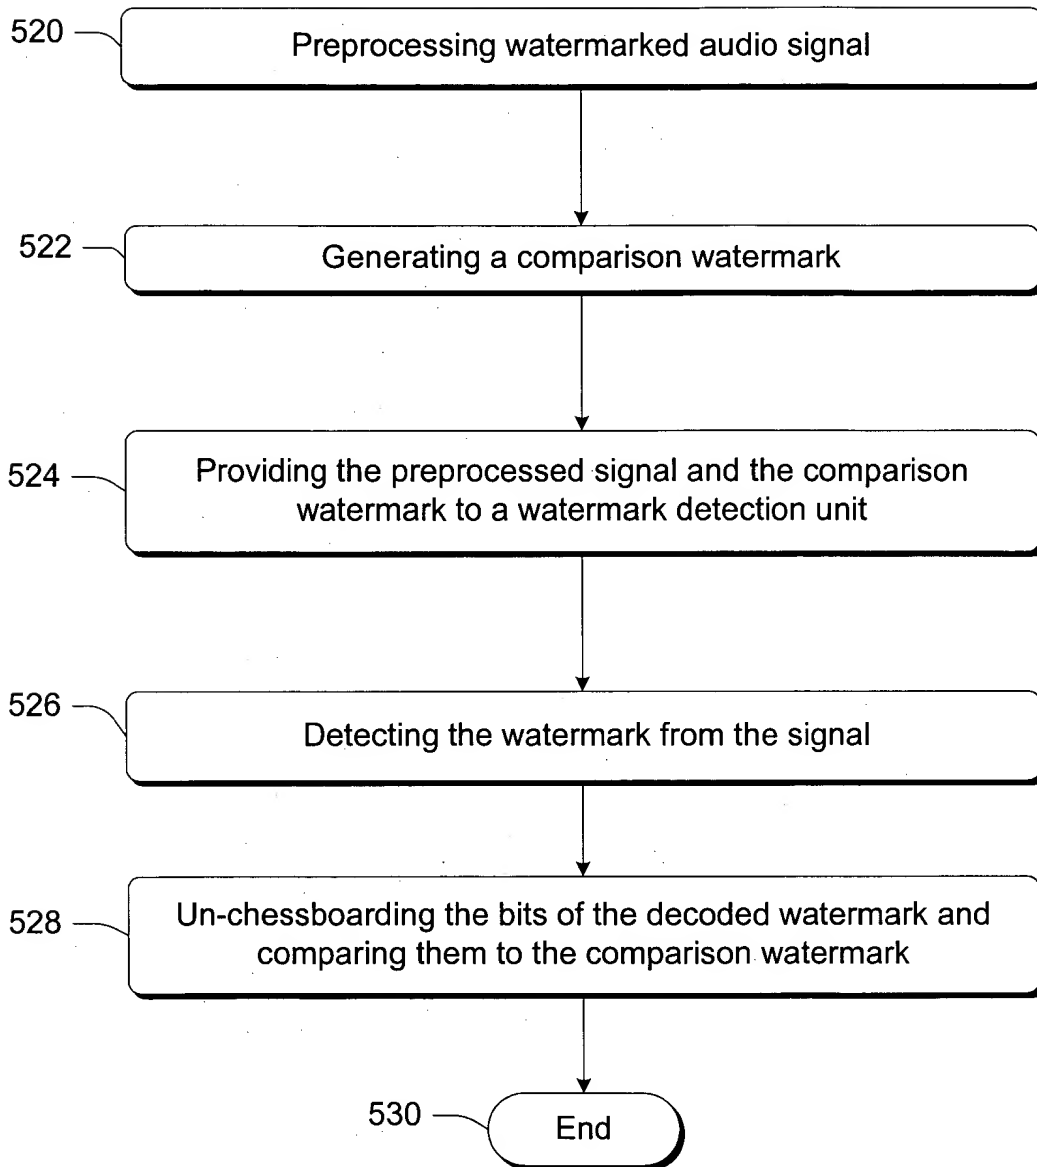 520
Preprocessing watermarked audio signal
522
Generating a comparison watermark
524
Providing the preprocessed signal and the comparison
watermark to a watermark detection unit
526
Detecting the watermark from the signal
528
Un-chessboarding the bits of the decoded watermark and
comparing them to the comparison watermark
530
End